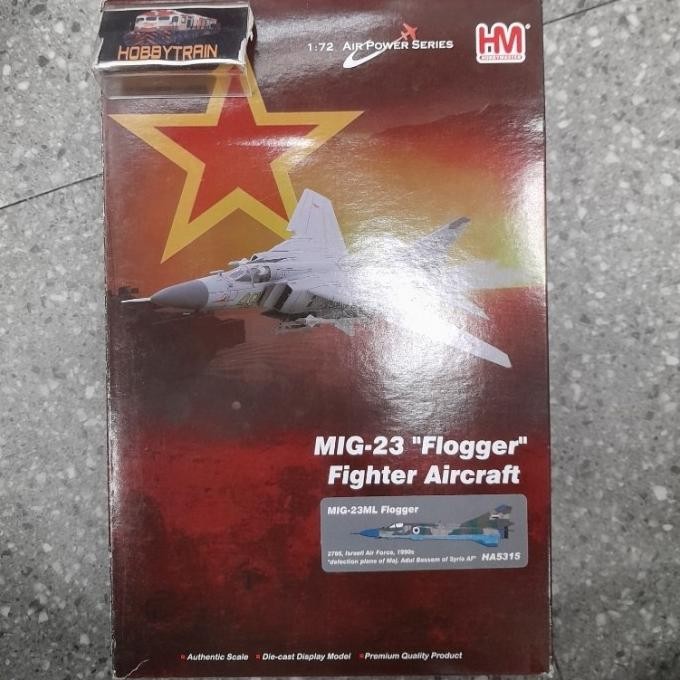 HOBBYTRAIN
1:72 AIR POWER SERIES
HM
HOBBYMASTER
MIG-23 "Flogger"
Fighter Aircraft
MIG-23ML Flogger
2786, Israeli Air Force, 1990s
"defection plane of Maj. Adul Bassem of Syria AF" HA5315
Authentic Scale Die-cast Display Model Premium Quality Product